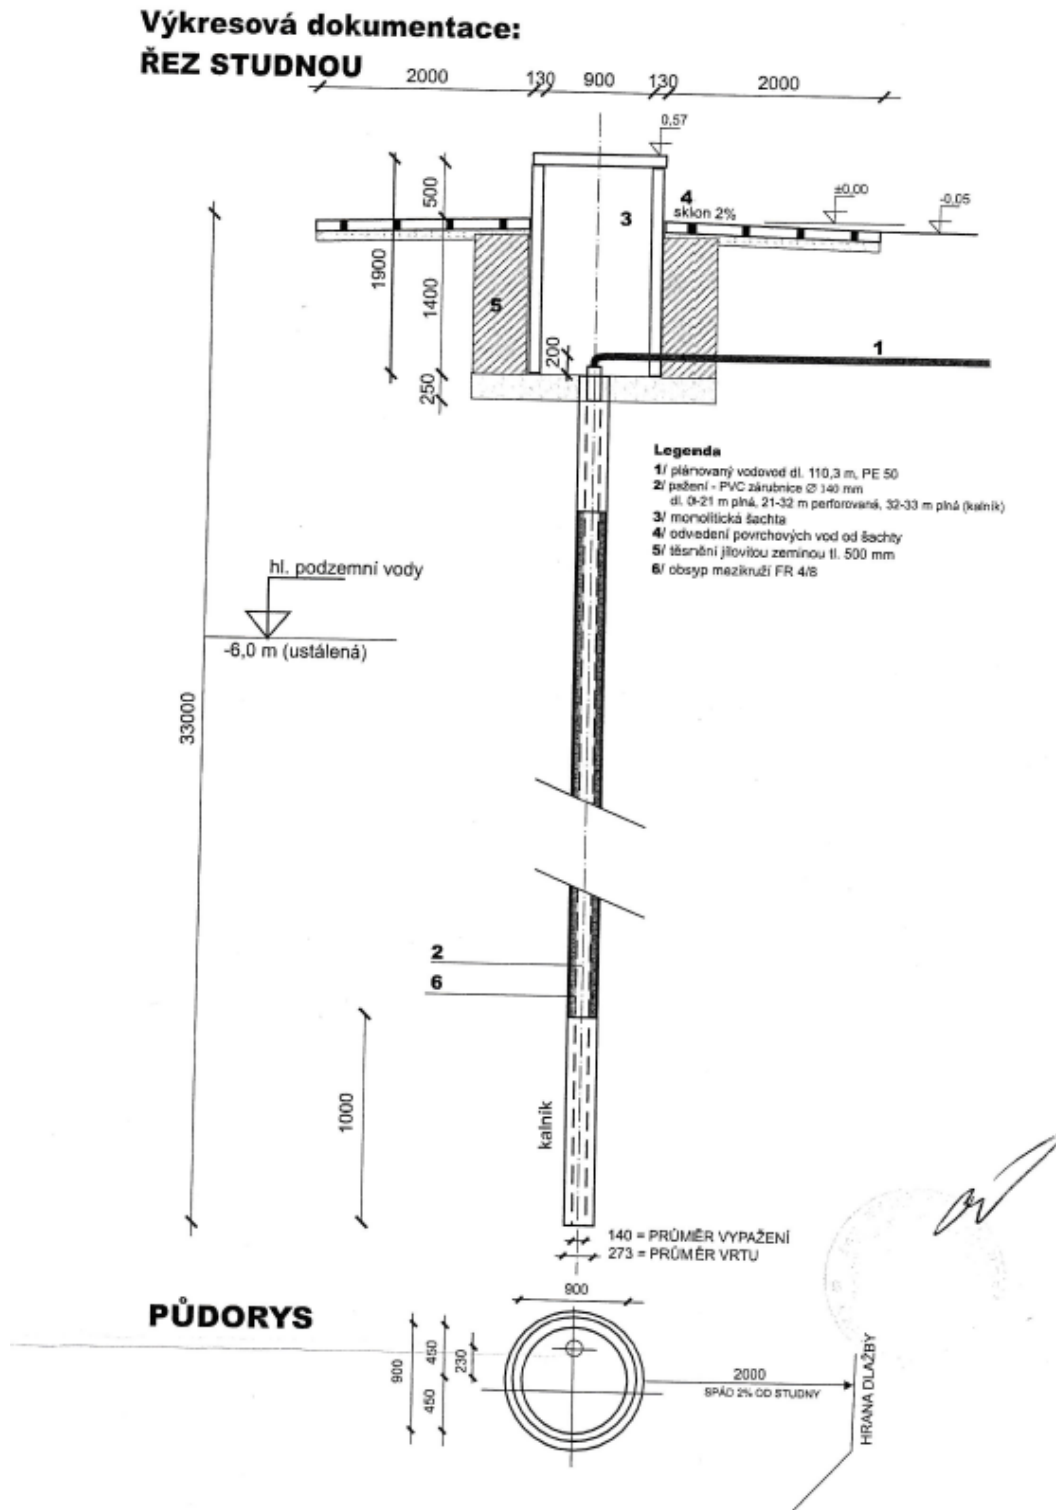 Výkresová dokumentace:
ŘEZ STUDNOU
2000
130
900
130
2000
0,57
500
3
4
sklon 2%
±0,00
-0,05
1900
1400
5
200
1
250
Legenda
1/ plánovaný vodovod dl. 110,3 m, PE 50
2/ pažení - PVC zárubnice Ø 140 mm
dl. 0-21 m plná, 21-32 m perforovaná, 32-33 m plná (kalník)
3/ monolitická šachta
4/ odvedení povrchových vod od šachty
5/ těsnění jílovitou zeminou tl. 500 mm
6/ obsyp mezikruží FR 4/8
hl. podzemní vody
-6,0 m (ustálená)
33000
2
6
1000
kalník
140 = PRŮMĚR VYPAŽENÍ
273 = PRŮMĚR VRTU
PŮDORYS
900
900
450
450
230
2000
SPÁD 2% OD STUDNY
HRANA DLAŽBY